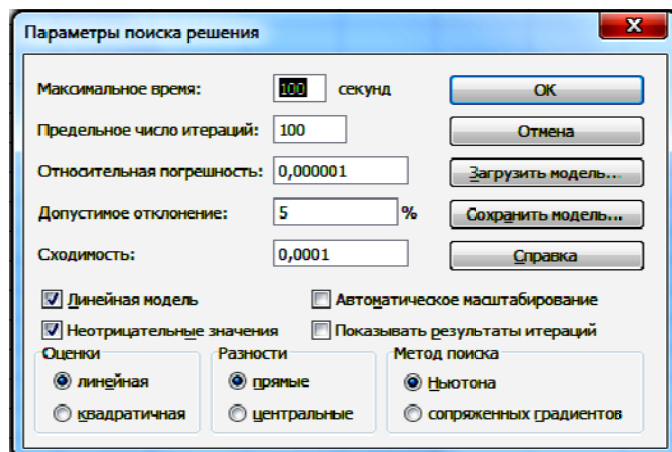 Параметры поиска решения
Максимальное время: 100 секунд
ОК
Предельное число итераций: 100
Отмена
Относительная погрешность: 0,000001
Загрузить модель...
Допустимое отклонение: 5 %
Сохранить модель...
Сходимость: 0,0001
Справка
Линейная модель
Автоматическое масштабирование
Неотрицательные значения
Показывать результаты итераций
Оценки
Разности
Метод поиска
линейная
прямые
Ньютона
квадратичная
центральные
сопряженных градиентов